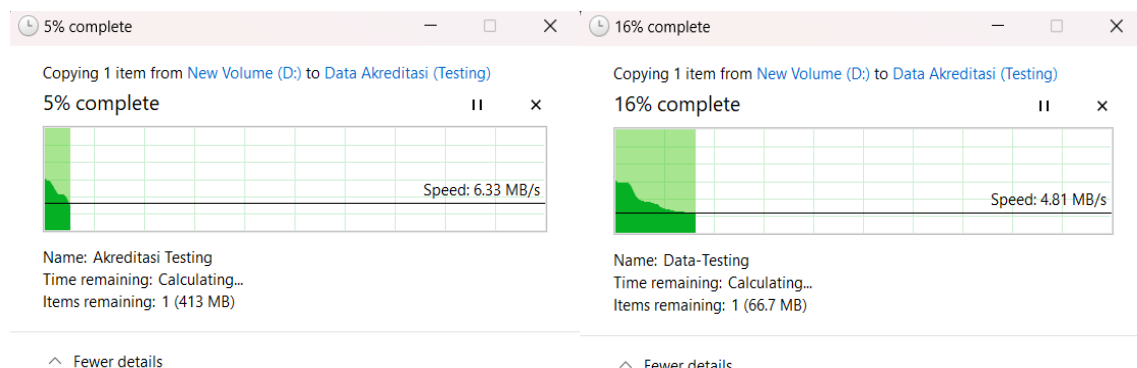 5% complete
Copying 1 item from New Volume (D:) to Data Akreditasi (Testing)
5% complete
Speed: 6.33 MB/s
Name: Akreditasi Testing
Time remaining: Calculating...
Items remaining: 1 (413 MB)
Fewer details
16% complete
Copying 1 item from New Volume (D:) to Data Akreditasi (Testing)
16% complete
Speed: 4.81 MB/s
Name: Data-Testing
Time remaining: Calculating...
Items remaining: 1 (66.7 MB)
Fewer details